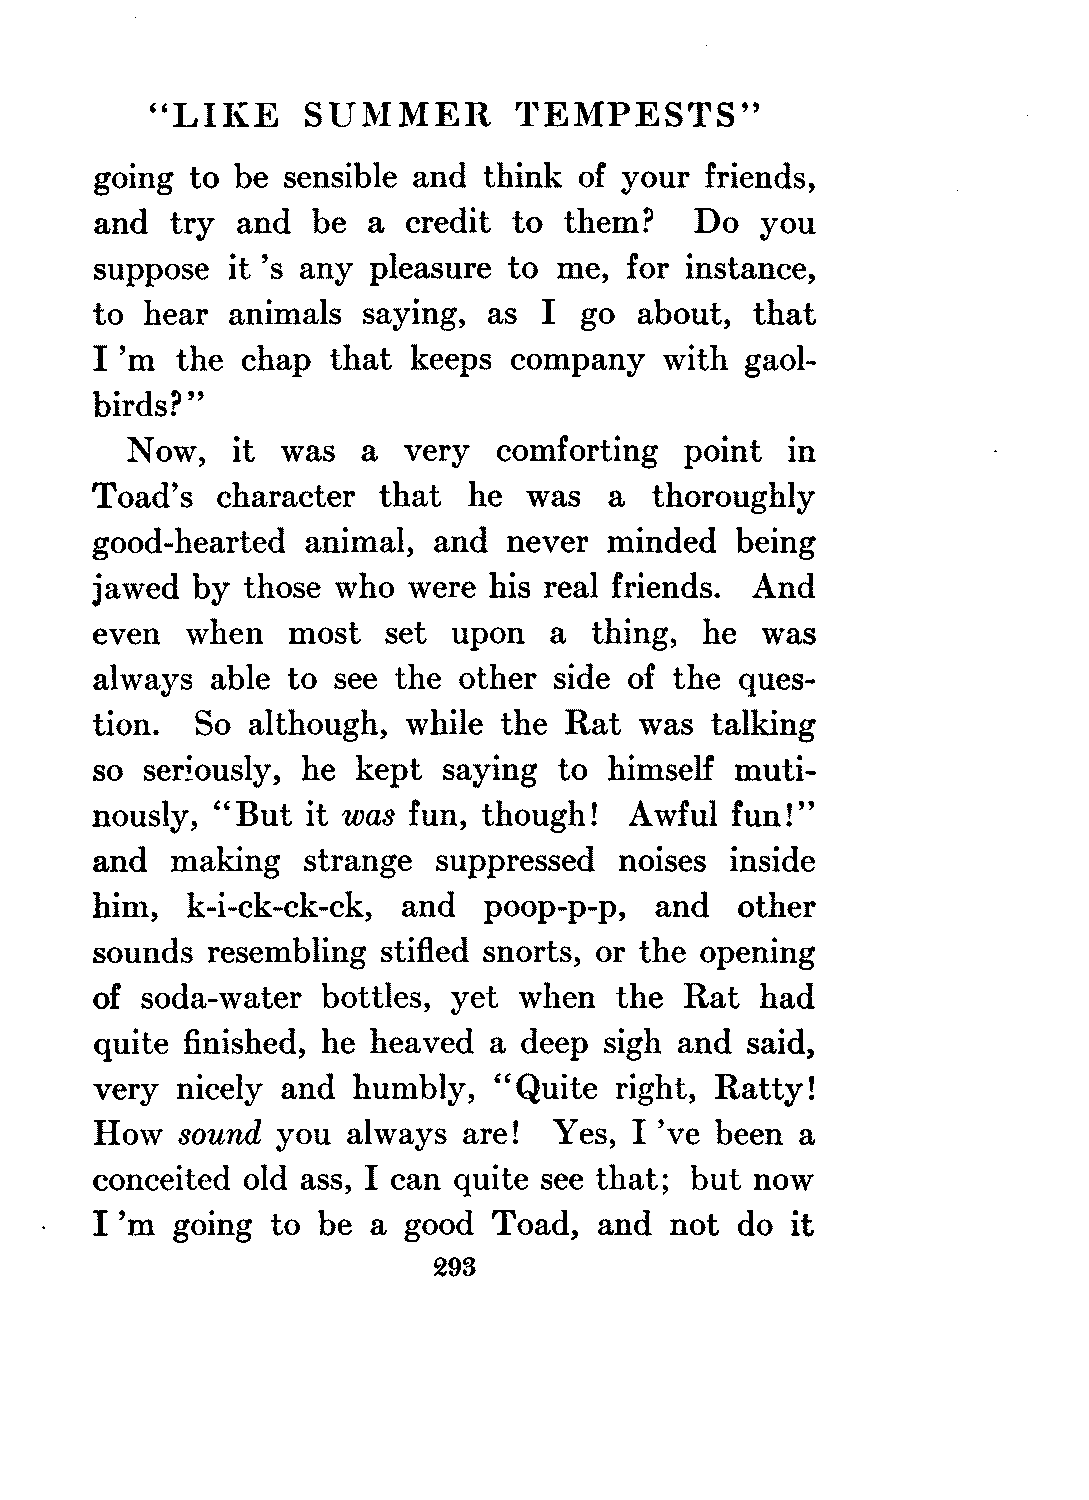 “LIKE SUMMER TEMPESTS”
going to be sensible and think of your friends,
and try and be a credit to them? Do you
suppose it ’s any pleasure to me, for instance,
to hear animals saying, as I go about, that
I ’m the chap that keeps company with gaol-
birds?”
Now, it was a very comforting point in
Toad’s character that he was a thoroughly
good-hearted animal, and never minded being
jawed by those who were his real friends. And
even when most set upon a thing, he was
always able to see the other side of the ques-
tion. So although, while the Rat was talking
so seriously, he kept saying to himself muti-
nously, “But it was fun, though! Awful fun!”
and making strange suppressed noises inside
him, k-i-ck-ck-ck, and poop-p-p, and other
sounds resembling stifled snorts, or the opening
of soda-water bottles, yet when the Rat had
quite finished, he heaved a deep sigh and said,
very nicely and humbly, “Quite right, Ratty!
How sound you always are! Yes, I ’ve been a
conceited old ass, I can quite see that; but now
I ’m going to be a good Toad, and not do it
293